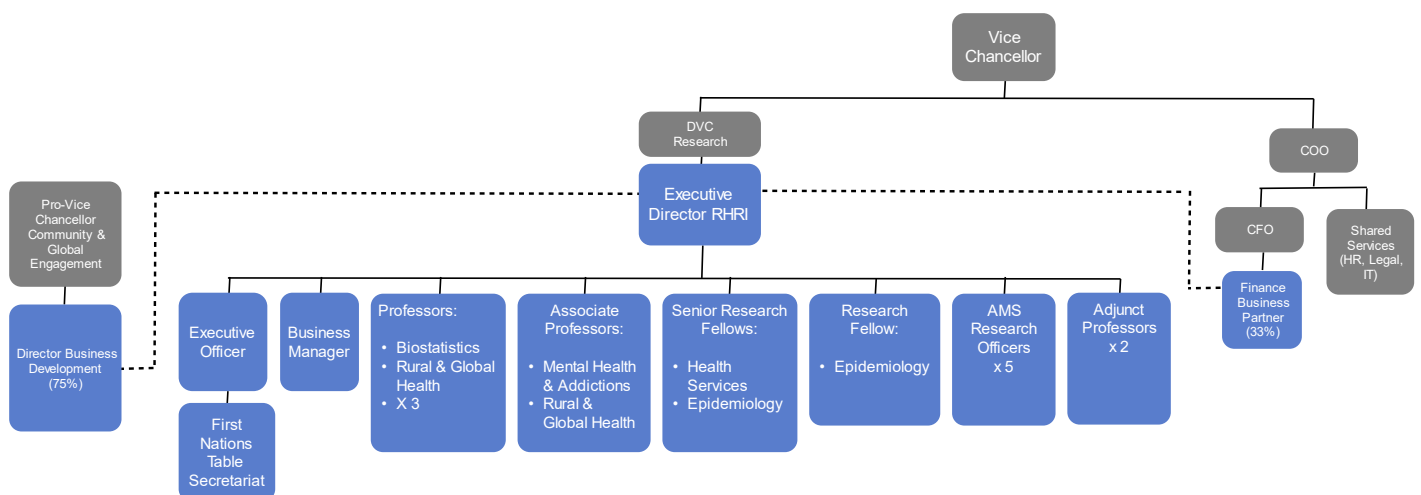 Vice
Chancellor
DVC
Research
COO
Executive
Director RHRI
Pro-Vice
Chancellor
Community &
Global
Engagement
CFO
Shared
Services
(HR, Legal,
IT)
Director Business
Development
(75%)
Executive
Officer
Business
Manager
Professors:
• Biostatistics
• Rural & Global
Health
• X 3
Associate
Professors:
• Mental Health
& Addictions
• Rural &
Global Health
Senior Research
Fellows:
• Health
Services
• Epidemiology
Research
Fellow:
• Epidemiology
AMS
Research
Officers
x 5
Adjunct
Professors
x 2
Finance
Business
Partner
(33%)
First
Nations
Table
Secretariat